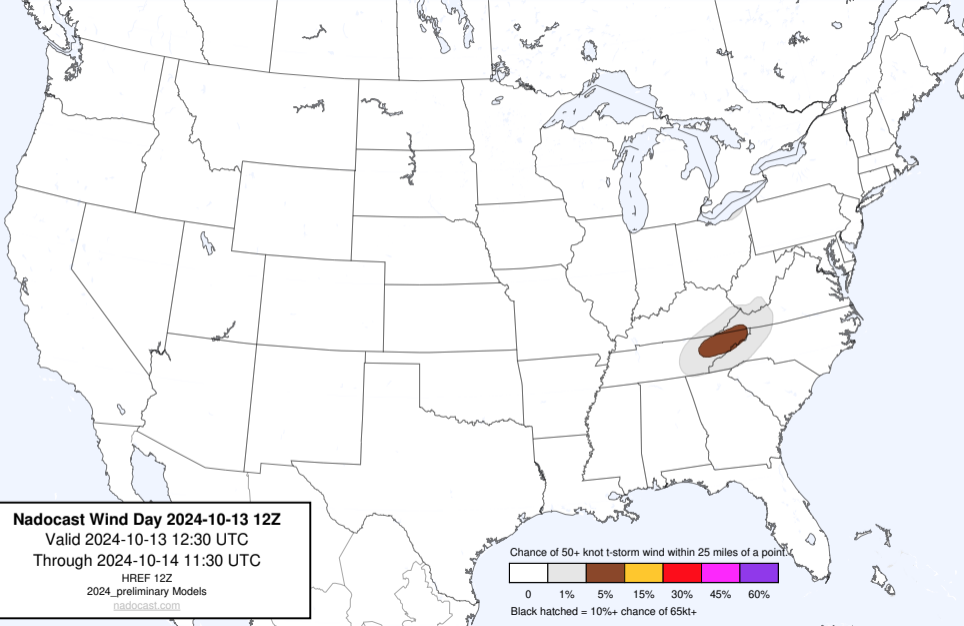 Nadocast Wind Day 2024-10-13 12Z
Valid 2024-10-13 12:30 UTC
Through 2024-10-14 11:30 UTC
HREF 12Z
2024_preliminary Models
nadocast.com
Chance of 50+ knot t-storm wind within 25 miles of a point.
0 1% 5% 15% 30% 45% 60%
Black hatched = 10%+ chance of 65kt+